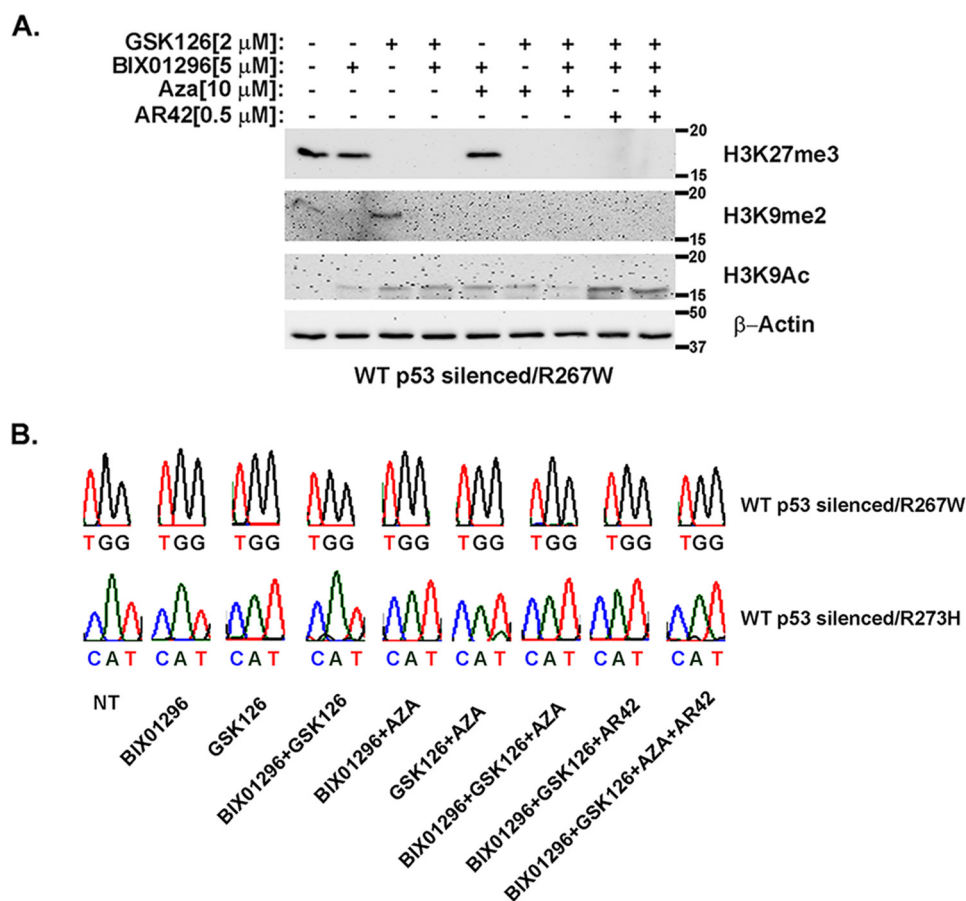 A.
GSK126[2 μM]: - - + + - + + + +
BIX01296[5 μM]: - + - + + - + + +
Aza[10 μM]: - - - - + + + - +
AR42[0.5 μM]: - - - - - - - + +
20
H3K27me3
15
20
H3K9me2
15
20
H3K9Ac
15
50
β–Actin
37
WT p53 silenced/R267W
B.
WT p53 silenced/R267W
TGG TGG TGG TGG TGG TGG TGG TGG TGG
WT p53 silenced/R273H
CAT CAT CAT CAT CAT CAT CAT CAT CAT
NT
BIX01296
GSK126
BIX01296+GSK126
BIX01296+AZA
GSK126+AZA
BIX01296+GSK126+AZA
BIX01296+GSK126+AR42
BIX01296+GSK126+AZA+AR42